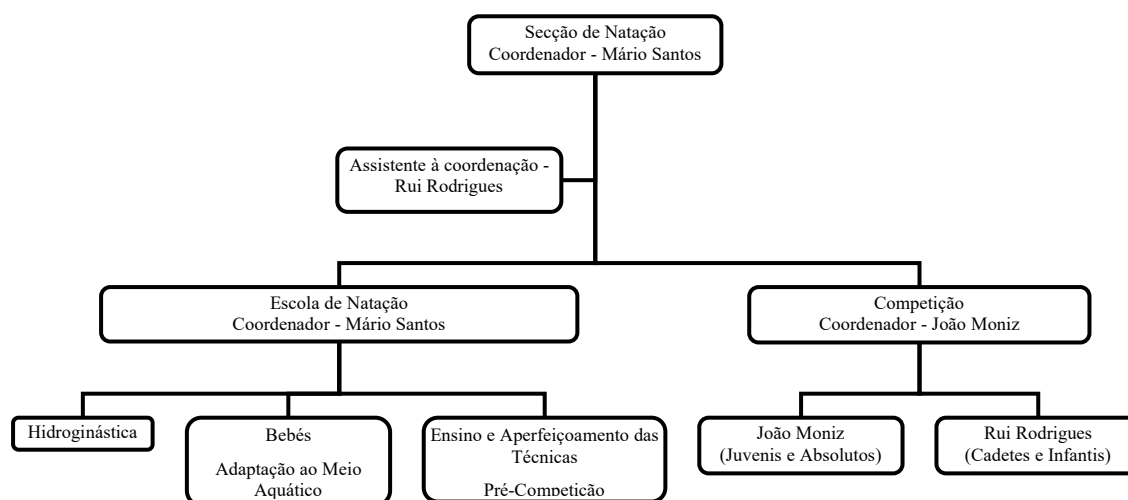 Secção de Natação
Coordenador - Mário Santos
Assistente à coordenação -
Rui Rodrigues
Escola de Natação
Coordenador - Mário Santos
Competição
Coordenador - João Moniz
Hidroginástica
Bebés
Adaptação ao Meio
Aquático
Ensino e Aperfeiçoamento das
Técnicas
Pré-Competição
João Moniz
(Juvenis e Absolutos)
Rui Rodrigues
(Cadetes e Infantis)